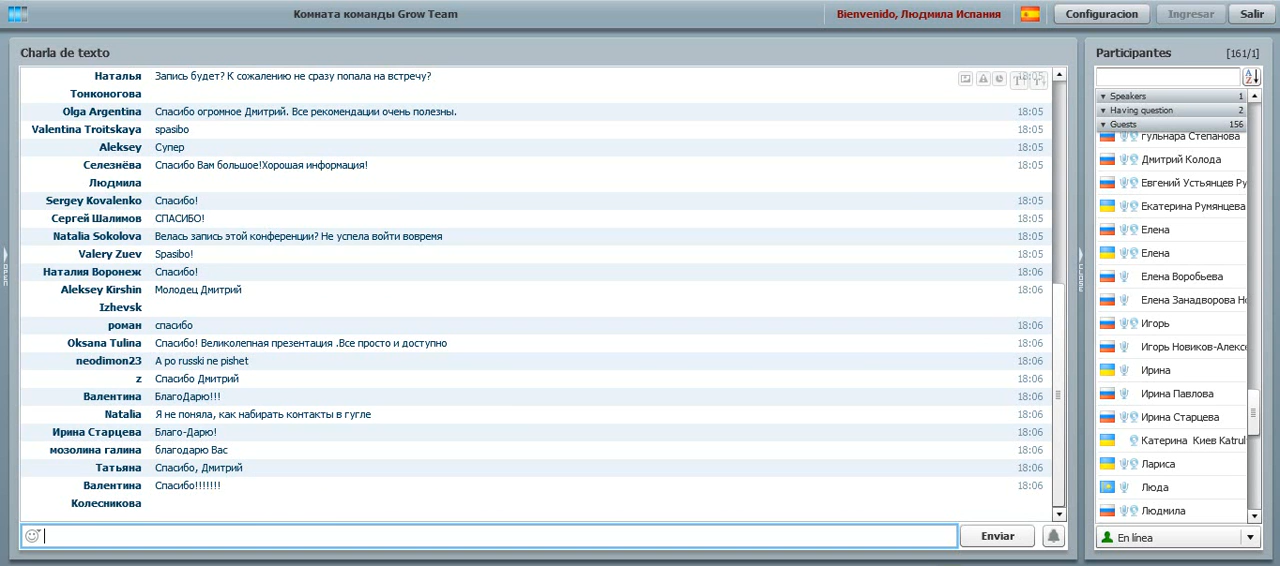 Комната команды Grow Team
Bienvenido, Людмила Испания
Configuracion
Ingresar
Salir
Charla de texto
Наталья Запись будет? К сожалению не сразу попала на встречу? 18:05
Тонконогова
Olga Argentina Спасибо огромное Дмитрий. Все рекомендации очень полезны. 18:05
Valentina Troitskaya spasibo 18:05
Aleksey Супер 18:05
Селезнёва Спасибо Вам большое!Хорошая информация! 18:05
Людмила
Sergey Kovalenko Спасибо! 18:05
Сергей Шалимов СПАСИБО! 18:05
Natalia Sokolova Велась запись этой конференции? Не успела войти вовремя 18:05
Valery Zuev Spasibo! 18:05
Наталия Воронеж Спасибо! 18:06
Aleksey Kirshin Молодец Дмитрий 18:06
Izhevsk
роман спасибо 18:06
Oksana Tulina Спасибо! Великолепная презентация .Все просто и доступно 18:06
neodimon23 A po russki ne pishet 18:06
z Спасибо Дмитрий 18:06
Валентина БлагоДарю!!! 18:06
Natalia Я не поняла, как набирать контакты в гугле 18:06
Ирина Старцева Благо-Дарю! 18:06
мозолина галина благодарю Вас 18:06
Татьяна Спасибо, Дмитрий 18:06
Валентина Спасибо!!!!!!! 18:06
Колесникова
Enviar
Participantes [161/1]
Speakers 1
Having question 2
Guests 156
гульнара Степанова
Дмитрий Колода
Евгений Устьянцев Ру
Екатерина Румянцева
Елена
Елена
Елена Воробьева
Елена Занадворова Но
Игорь
Игорь Новиков-Алексе
Ирина
Ирина Павлова
Ирина Старцева
Катерина Киев Katrul
Лариса
Люда
Людмила
En línea